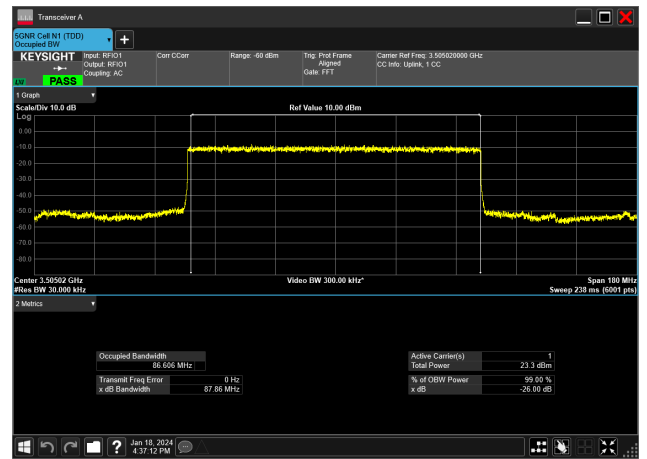 Transceiver A
5GNR Cell N1 (TDD)
Occupied BW
KEYSIGHT
LW PASS
Input: RFIO1
Output: RFIO1
Coupling: AC
Corr CCorr
Range: -60 dBm
Trig: Prot Frame
Aligned
Gate: FFT
Carrier Ref Freq: 3.505020000 GHz
CC Info: Uplink, 1 CC
1 Graph
Scale/Div 10.0 dB
Ref Value 10.00 dBm
Log
0.00
-10.0
-20.0
-30.0
-40.0
-50.0
-60.0
-70.0
-80.0
Center 3.50502 GHz
Video BW 300.00 kHz*
Span 180 MHz
#Res BW 30.000 kHz
Sweep 238 ms (6001 pts)
2 Metrics
Occupied Bandwidth
86.606 MHz
Transmit Freq Error 0 Hz
x dB Bandwidth 87.86 MHz
Active Carrier(s) 1
Total Power 23.3 dBm
% of OBW Power 99.00 %
x dB -26.00 dB
Jan 18, 2024
4:37:12 PM